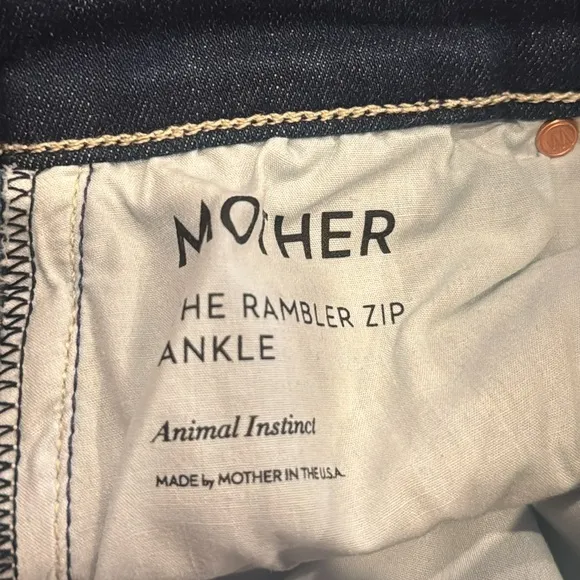 MOTHER
HE RAMBLER ZIP
ANKLE
Animal Instinct
MADE by MOTHER IN THE U.S.A.